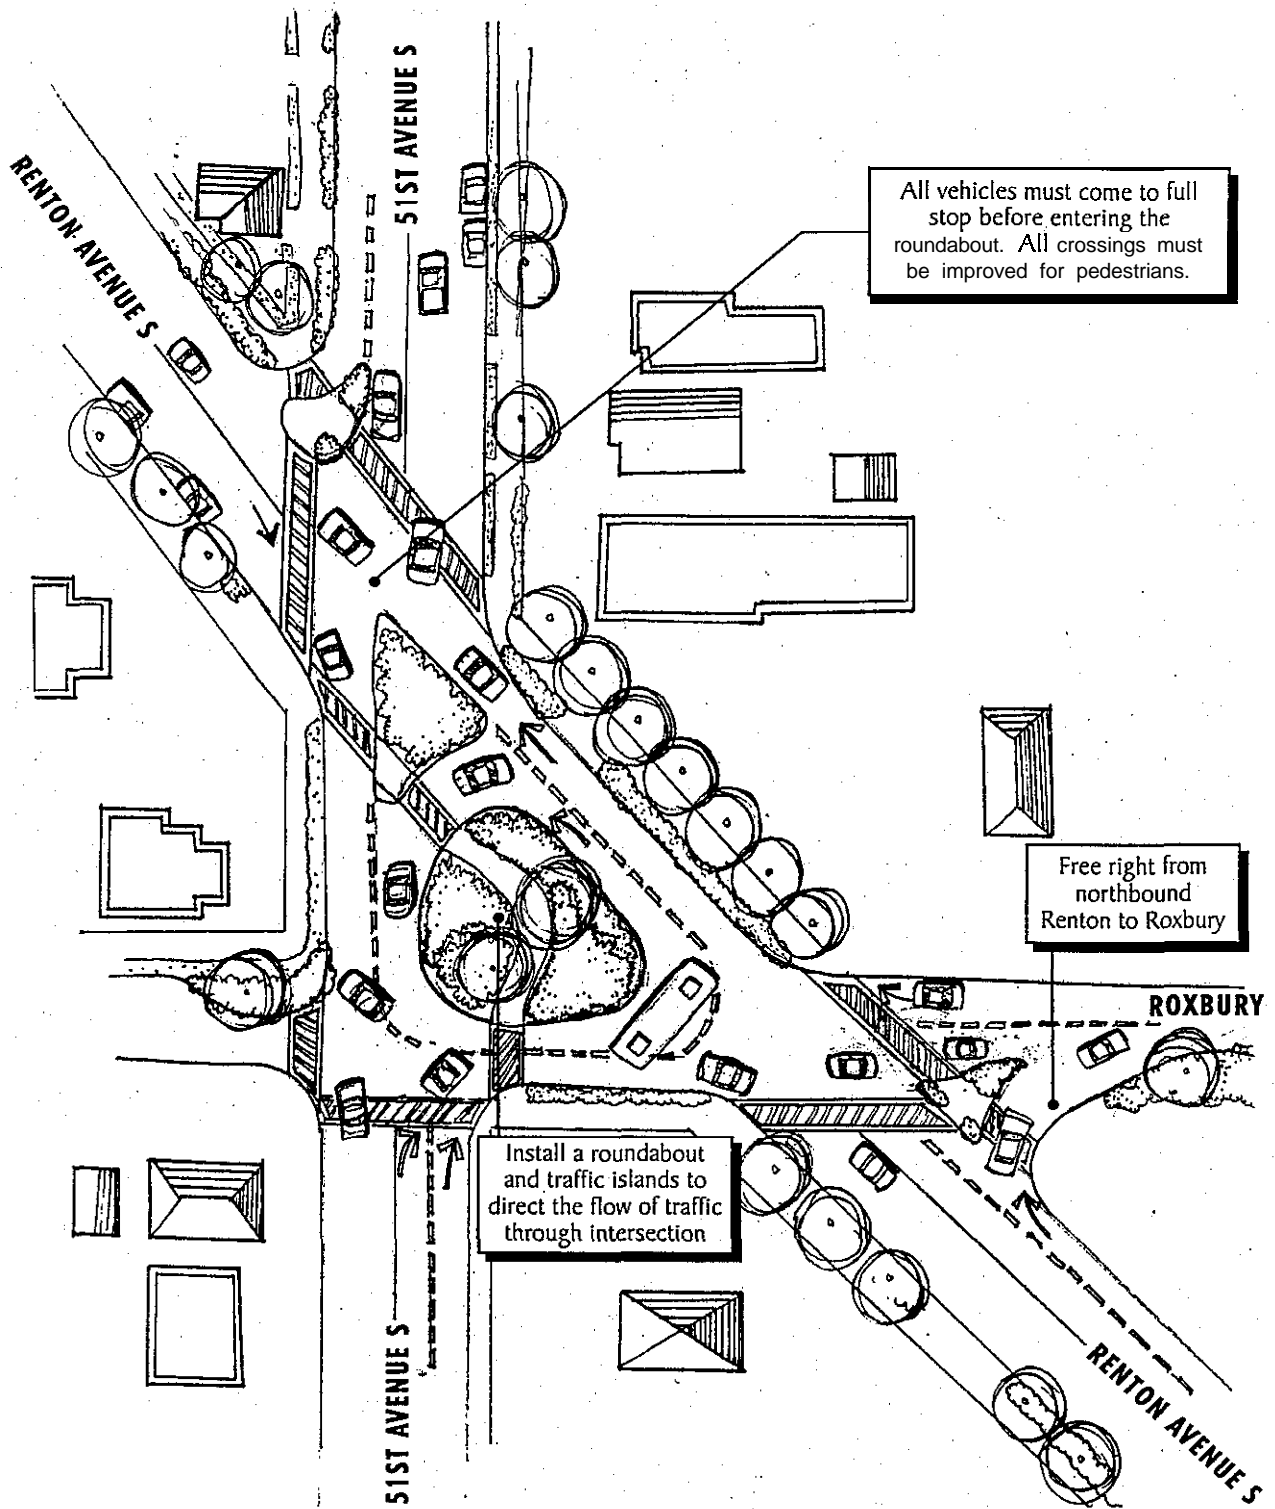 51ST AVENUE S
RENTON AVENUE S
All vehicles must come to full
stop before entering the
roundabout. All crossings must
be improved for pedestrians.
Free right from
northbound
Renton to Roxbury
ROXBURY
Install a roundabout
and traffic islands to
direct the flow of traffic
through intersection
51ST AVENUE S
RENTON AVENUE S